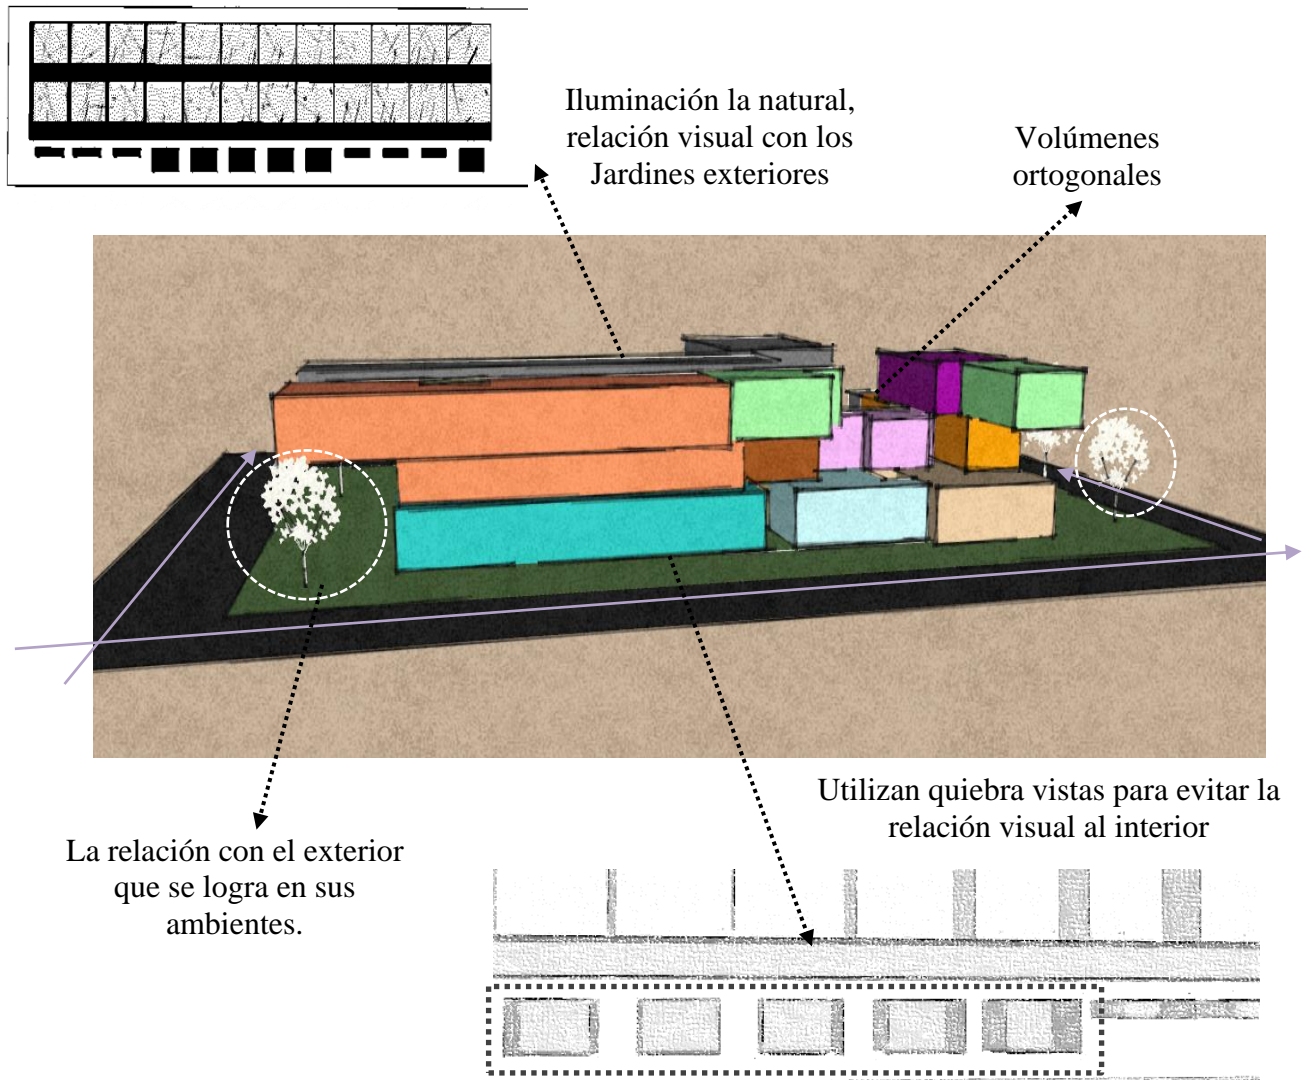 Iluminación la natural,
relación visual con los
Jardines exteriores
Volúmenes
ortogonales
Utilizan quiebra vistas para evitar la
relación visual al interior
La relación con el exterior
que se logra en sus
ambientes.